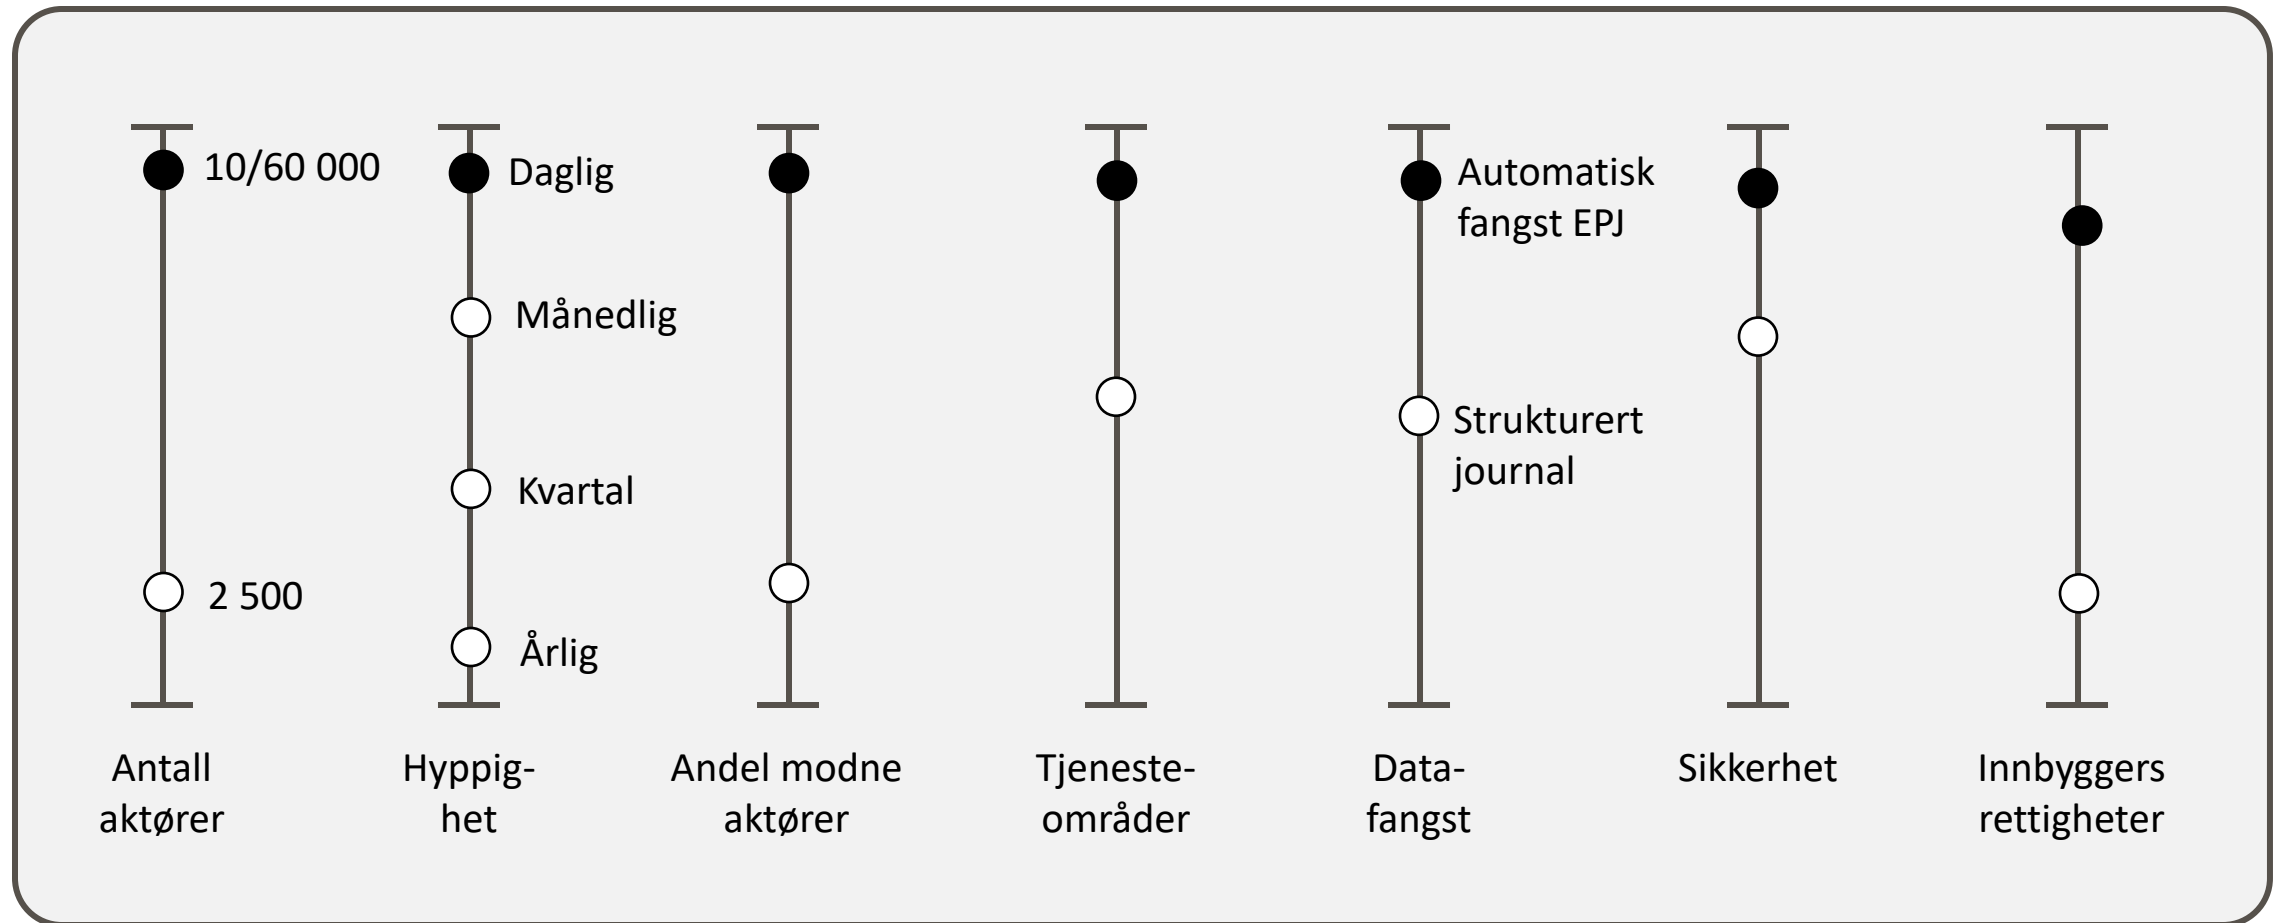 10/60 000
2 500
Antall
aktører
Daglig
Månedlig
Kvartal
Årlig
Hyppig-
het
Andel modne
aktører
Tjeneste-
områder
Automatisk
fangst EPJ
Strukturert
journal
Data-
fangst
Sikkerhet
Innbyggers
rettigheter